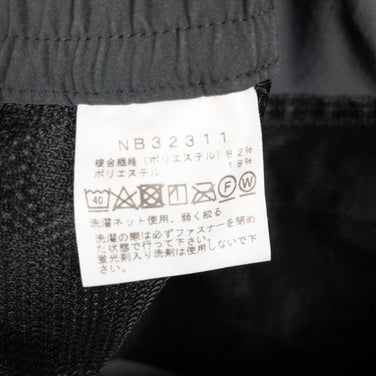 NB32311
複合繊維(ポリエステル)82%
ポリエステル 18%
40 F W
洗濯ネット使用、弱く絞る
洗濯の際は必ずファスナーを閉め
た状態で行って下さい。
蛍光剤入り洗剤は使用しないで下
さい。